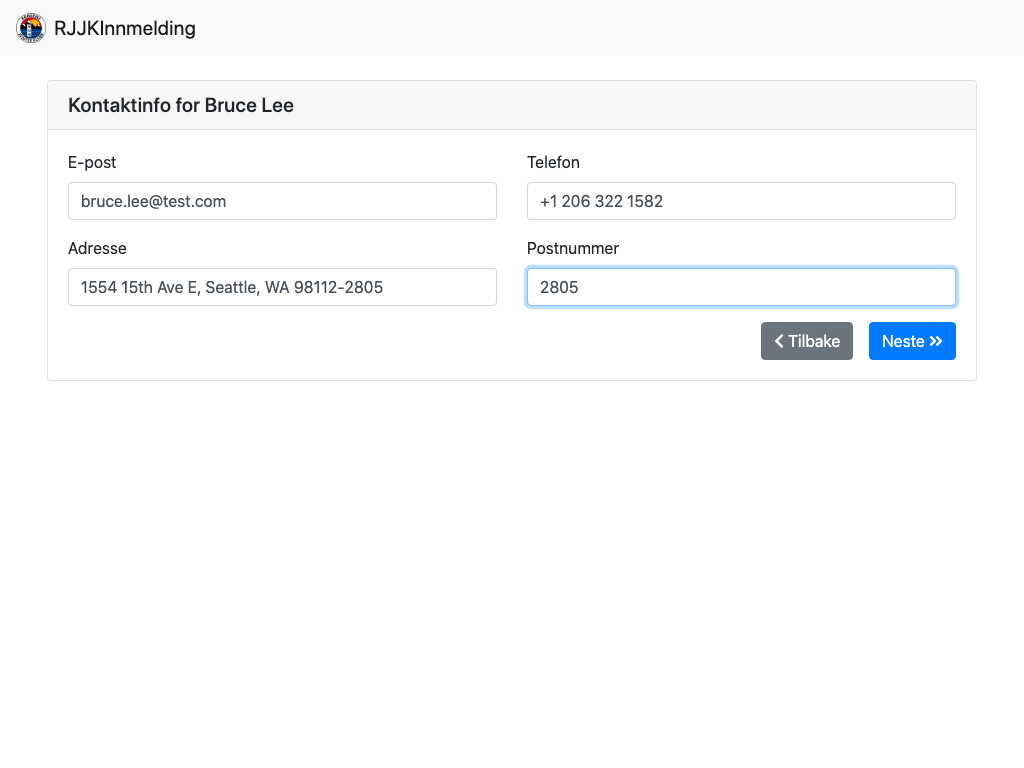 RJJKInnmelding
Kontaktinfo for Bruce Lee
E-post
Telefon
bruce.lee@test.com
+1 206 322 1582
Adresse
Postnummer
1554 15th Ave E, Seattle, WA 98112-2805
2805
Tilbake
Neste